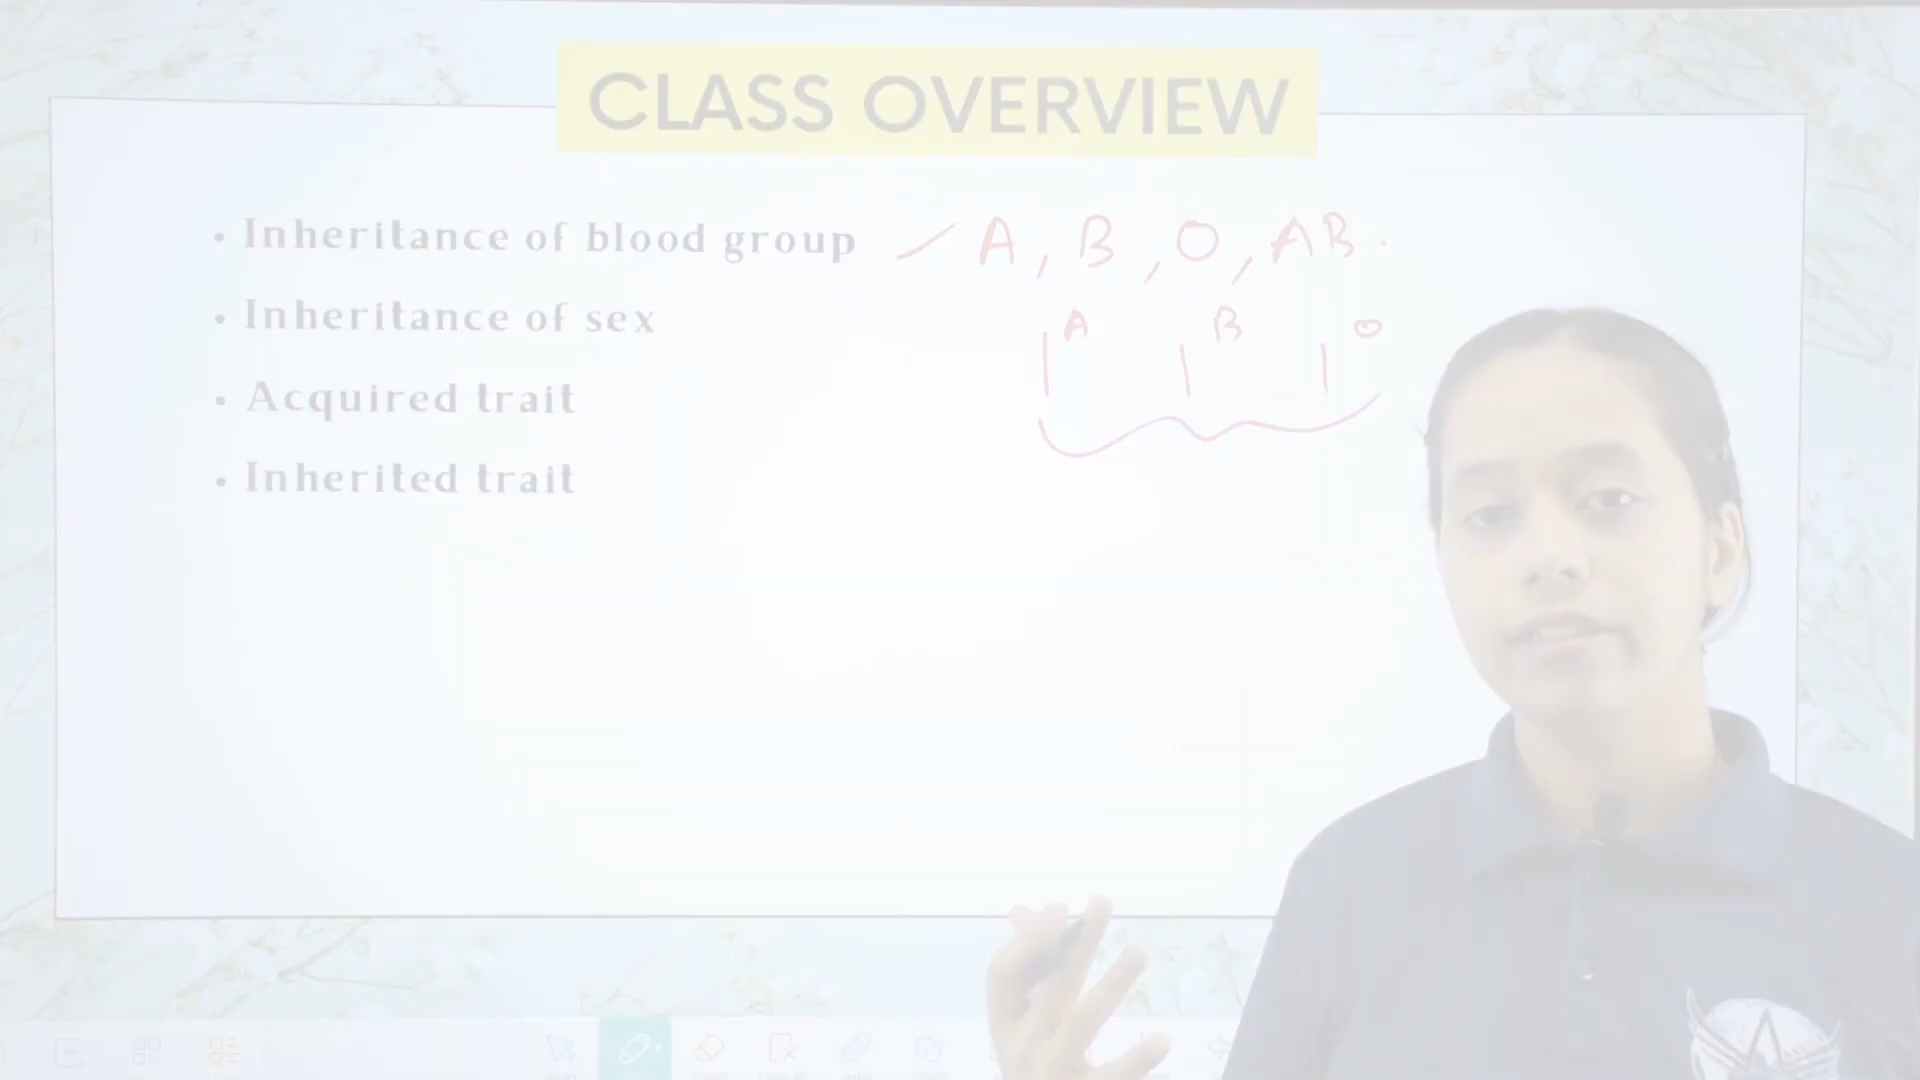 CLASS OVERVIEW
• Inheritance of blood group A, B, O, AB.
• Inheritance of sex
I^A I^B I^O
• Acquired trait
• Inherited trait